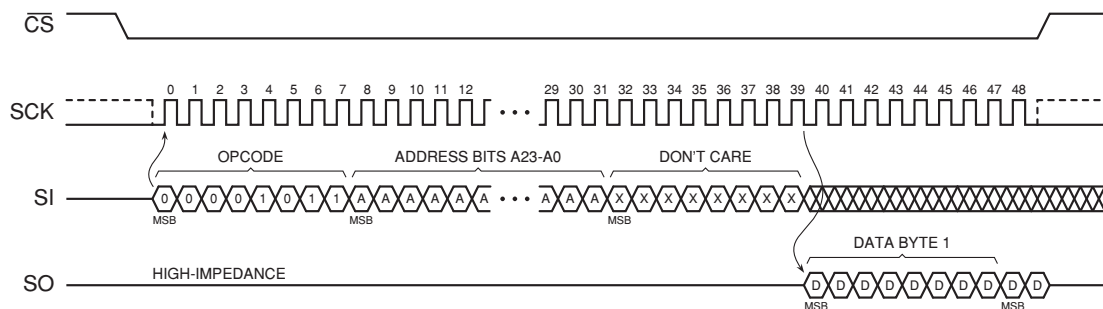 CS
0 1 2 3 4 5 6 7 8 9 10 11 12 29 30 31 32 33 34 35 36 37 38 39 40 41 42 43 44 45 46 47 48
SCK
OPCODE ADDRESS BITS A23-A0 DON'T CARE
SI 0 0 0 0 1 0 1 1 A A A A A A A A A X X X X X X X X
MSB MSB MSB
DATA BYTE 1
HIGH-IMPEDANCE
SO D D D D D D D D D D
MSB MSB